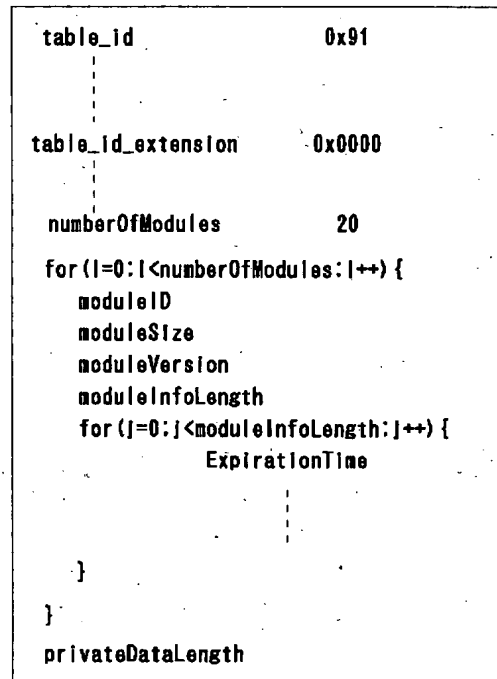 table_id 0x91
table_id_extension 0x0000
numberOfModules 20
for(i=0:i<numberOfModules:i++){
moduleID
moduleSize
moduleVersion
moduleInfoLength
for(j=0:j<moduleInfoLength:j++){
ExpirationTime
}
}
privateDataLength